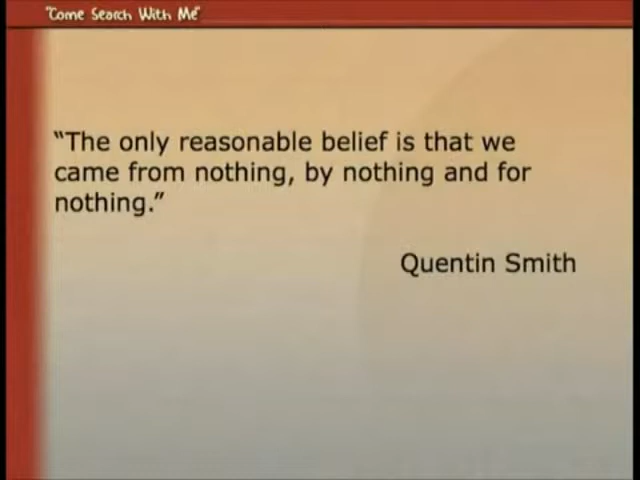 "Come Search With Me"
“The only reasonable belief is that we
came from nothing, by nothing and for
nothing.”
Quentin Smith